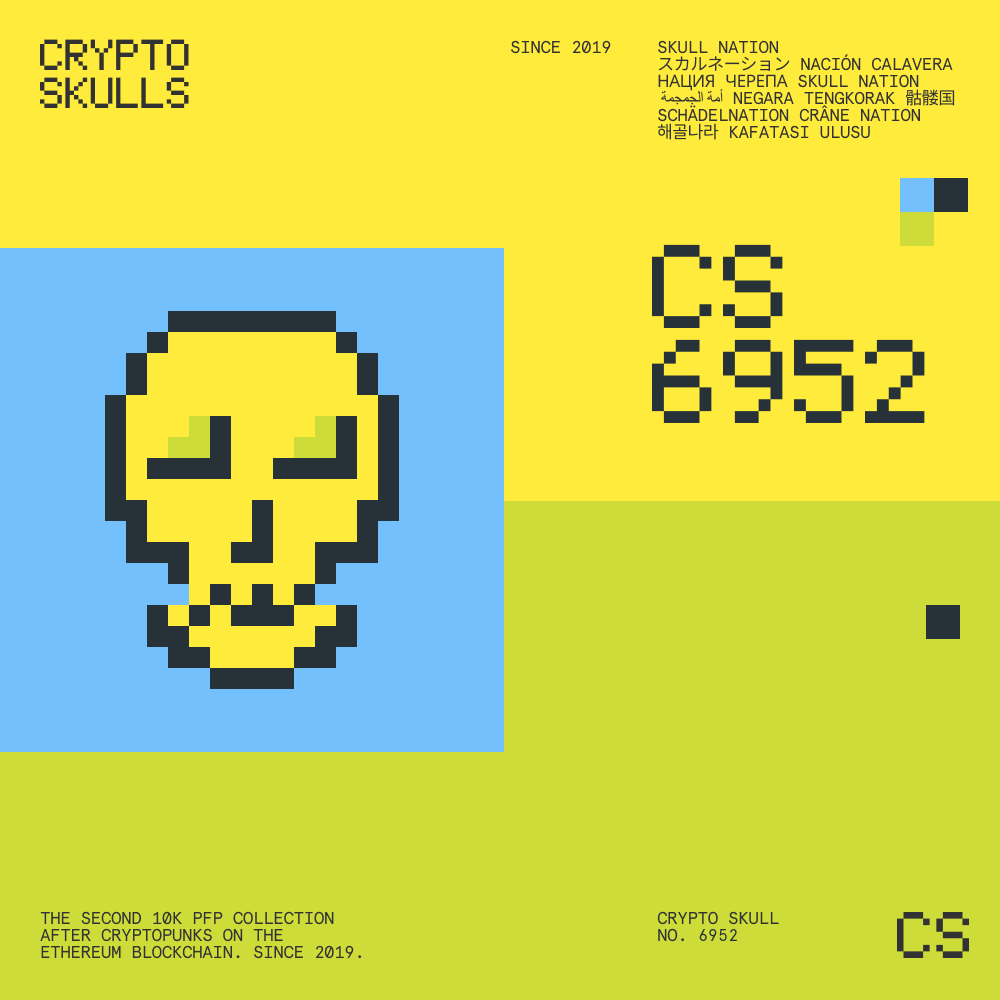 CRYPTO
SKULLS
SINCE 2019
SKULL NATION
スカルネーション NACIÓN CALAVERA
НАЦИЯ ЧЕРЕПА SKULL NATION
أمة الجمجمة NEGARA TENGKORAK 骷髅国
SCHÄDELNATION CRÂNE NATION
해골나라 KAFATASI ULUSU
CS
6952
THE SECOND 10K PFP COLLECTION
AFTER CRYPTOPUNKS ON THE
ETHEREUM BLOCKCHAIN. SINCE 2019.
CRYPTO SKULL
NO. 6952
CS